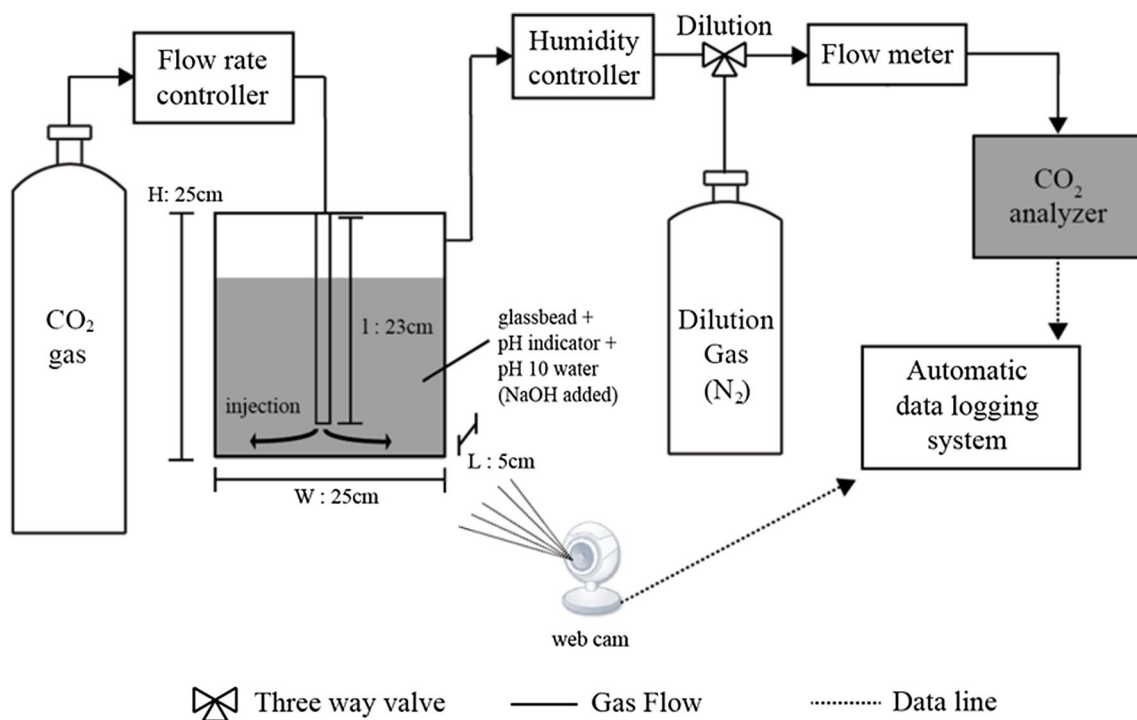 Flow rate
controller
Humidity
controller
Dilution
Flow meter
CO₂
analyzer
H: 25cm
CO₂
gas
l : 23cm
injection
glassbead +
pH indicator +
pH 10 water
(NaOH added)
L : 5cm
W : 25cm
Dilution
Gas
(N₂)
Automatic
data logging
system
web cam
Three way valve
Gas Flow
Data line